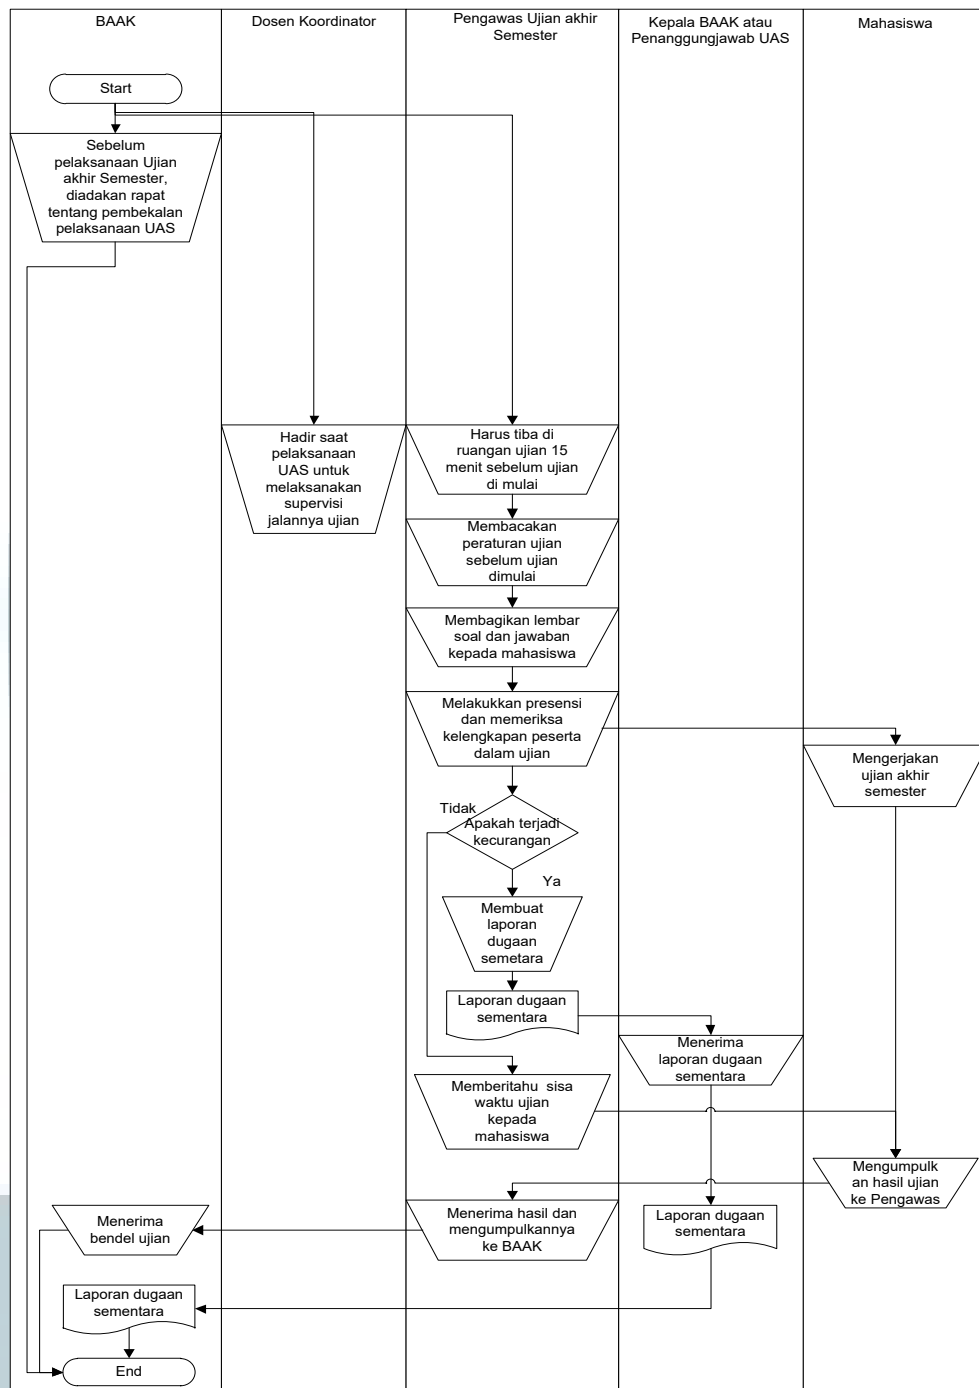 BAAK
Dosen Koordinator
Pengawas Ujian akhir
Semester
Kepala BAAK atau
Penanggungjawab UAS
Mahasiswa
Start
Sebelum
pelaksanaan Ujian
akhir Semester,
diadakan rapat
tentang pembekalan
pelaksanaan UAS
Hadir saat
pelaksanaan
UAS untuk
melaksanakan
supervisi
jalannya ujian
Harus tiba di
ruangan ujian 15
menit sebelum ujian
di mulai
Membacakan
peraturan ujian
sebelum ujian
dimulai
Membagikan lembar
soal dan jawaban
kepada mahasiswa
Melakukkan presensi
dan memeriksa
kelengkapan peserta
dalam ujian
Mengerjakan
ujian akhir
semester
Tidak
Apakah terjadi
kecurangan
Ya
Membuat
laporan
dugaan
semetara
Laporan dugaan
sementara
Menerima
laporan dugaan
sementara
Memberitahu sisa
waktu ujian
kepada
mahasiswa
Mengumpulk
an hasil ujian
ke Pengawas
Menerima hasil dan
mengumpulkannya
ke BAAK
Laporan dugaan
sementara
Menerima
bendel ujian
Laporan dugaan
sementara
End